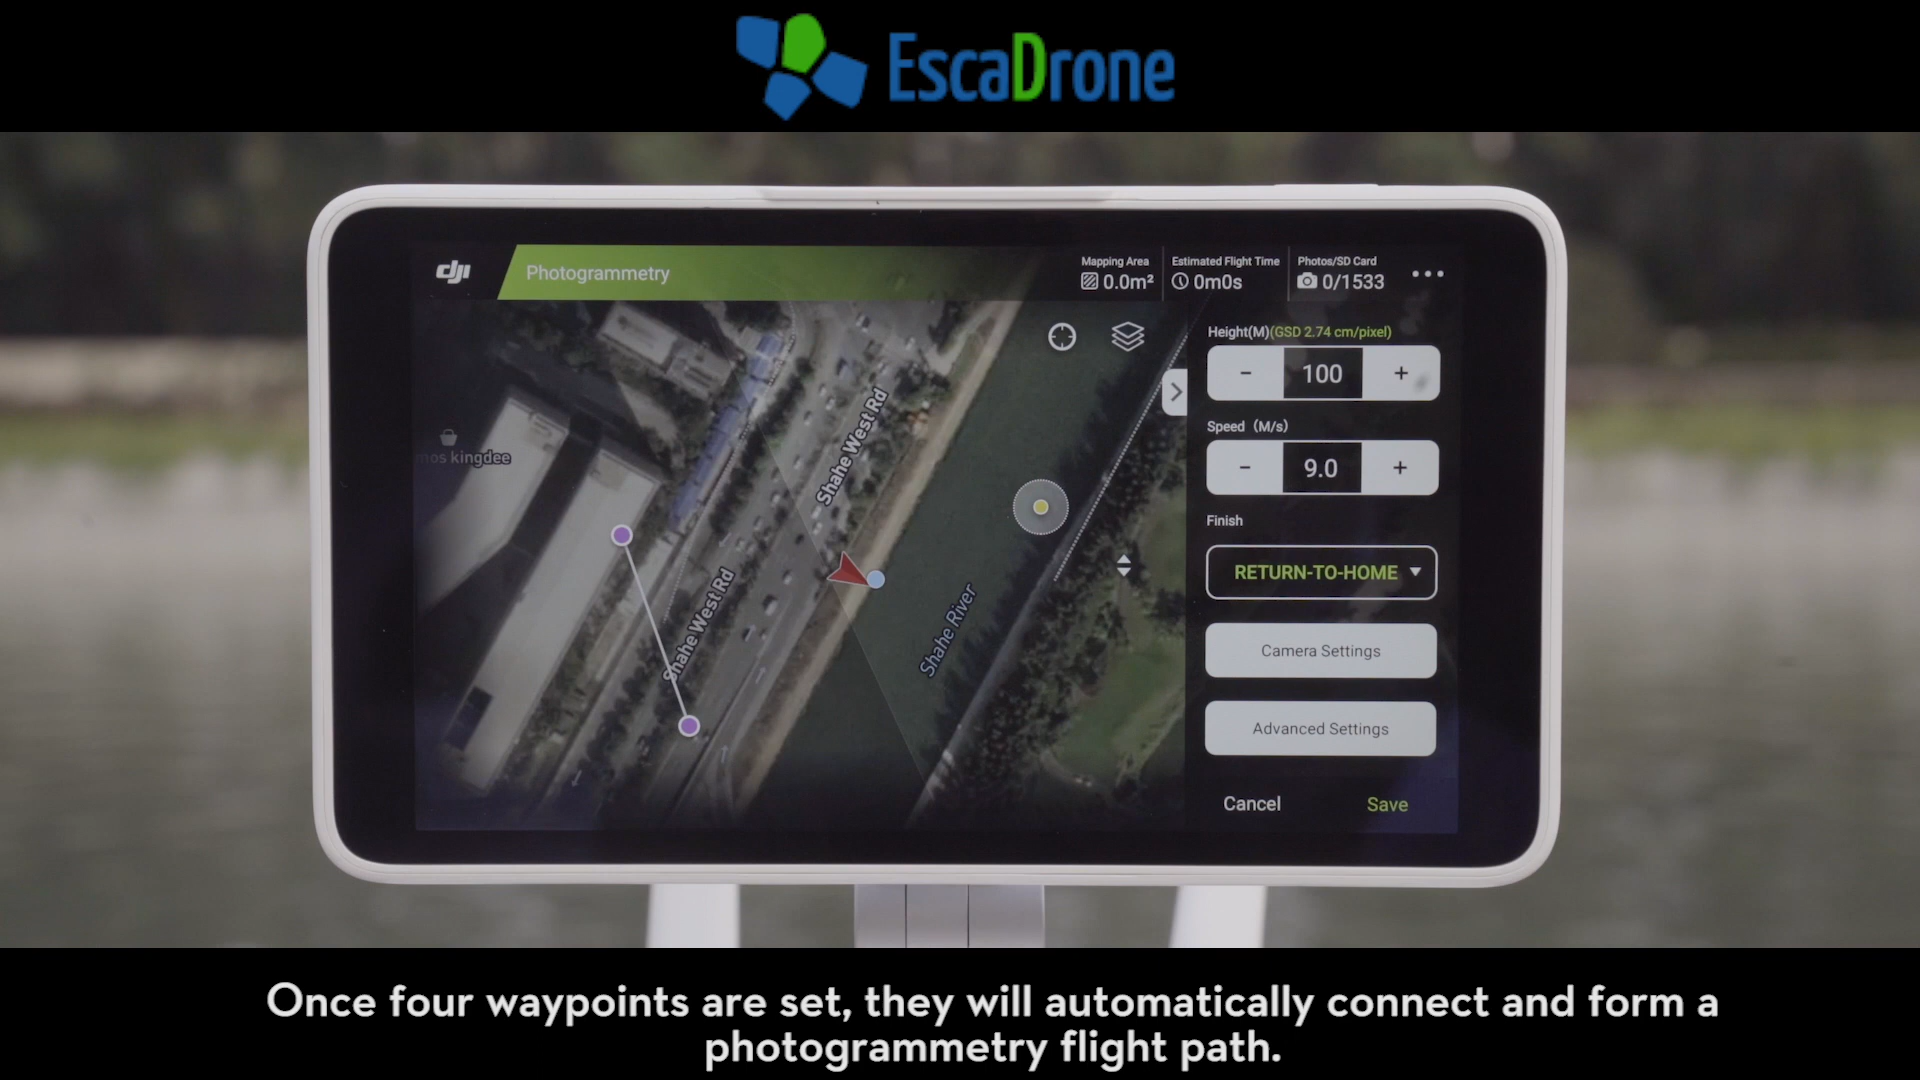 EscaDrone
dji
Photogrammetry
Mapping Area
0.0m²
Estimated Flight Time
0m0s
Photos/SD Card
0/1533
Height(M)(GSD 2.74 cm/pixel)
- 100 +
Speed (M/s)
- 9.0 +
Finish
RETURN-TO-HOME
Camera Settings
Advanced Settings
Cancel Save
kingdee
Shahe West Rd
Shahe West Rd
Shahe River
Once four waypoints are set, they will automatically connect and form a
photogrammetry flight path.